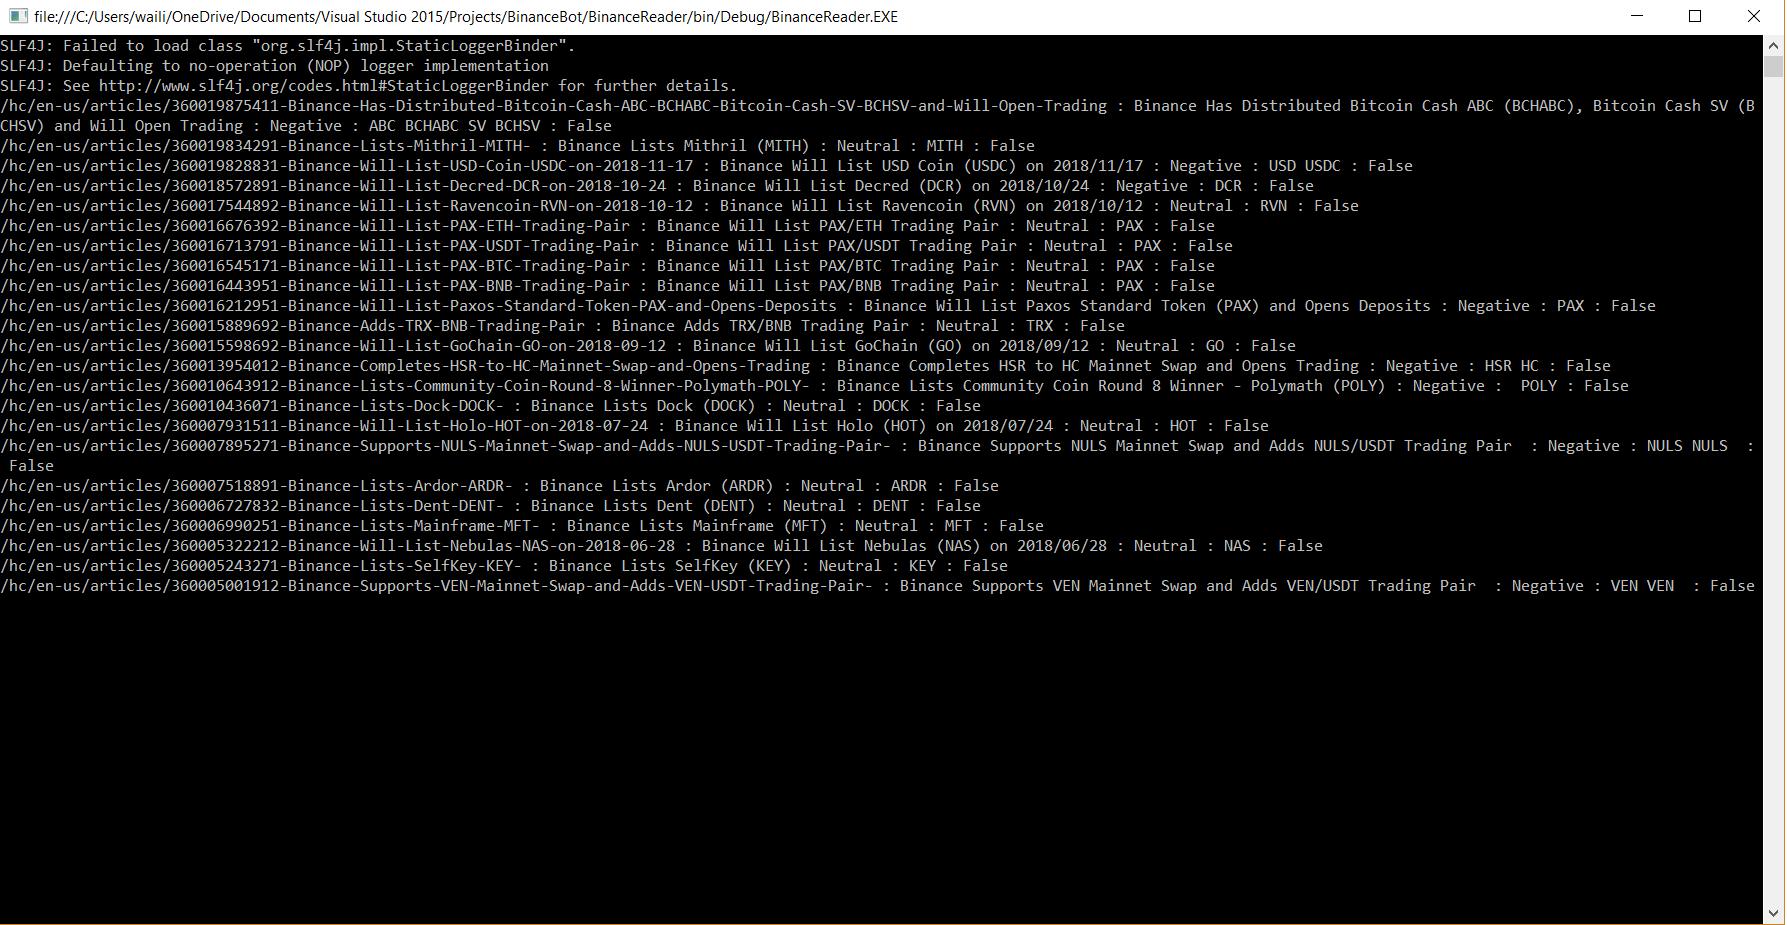 file:///C:/Users/waili/OneDrive/Documents/Visual Studio 2015/Projects/BinanceBot/BinanceReader/bin/Debug/BinanceReader.EXE
SLF4J: Failed to load class "org.slf4j.impl.StaticLoggerBinder".
SLF4J: Defaulting to no-operation (NOP) logger implementation
SLF4J: See http://www.slf4j.org/codes.html#StaticLoggerBinder for further details.
/hc/en-us/articles/360019875411-Binance-Has-Distributed-Bitcoin-Cash-ABC-BCHABC-Bitcoin-Cash-SV-BCHSV-and-Will-Open-Trading : Binance Has Distributed Bitcoin Cash ABC (BCHABC), Bitcoin Cash SV (B
CHSV) and Will Open Trading : Negative : ABC BCHABC SV BCHSV : False
/hc/en-us/articles/360019834291-Binance-Lists-Mithril-MITH- : Binance Lists Mithril (MITH) : Neutral : MITH : False
/hc/en-us/articles/360019828831-Binance-Will-List-USD-Coin-USDC-on-2018-11-17 : Binance Will List USD Coin (USDC) on 2018/11/17 : Negative : USD USDC : False
/hc/en-us/articles/360018572891-Binance-Will-List-Decred-DCR-on-2018-10-24 : Binance Will List Decred (DCR) on 2018/10/24 : Negative : DCR : False
/hc/en-us/articles/360017544892-Binance-Will-List-Ravencoin-RVN-on-2018-10-12 : Binance Will List Ravencoin (RVN) on 2018/10/12 : Neutral : RVN : False
/hc/en-us/articles/360016676392-Binance-Will-List-PAX-ETH-Trading-Pair : Binance Will List PAX/ETH Trading Pair : Neutral : PAX : False
/hc/en-us/articles/360016713791-Binance-Will-List-PAX-USDT-Trading-Pair : Binance Will List PAX/USDT Trading Pair : Neutral : PAX : False
/hc/en-us/articles/360016545171-Binance-Will-List-PAX-BTC-Trading-Pair : Binance Will List PAX/BTC Trading Pair : Neutral : PAX : False
/hc/en-us/articles/360016443951-Binance-Will-List-PAX-BNB-Trading-Pair : Binance Will List PAX/BNB Trading Pair : Neutral : PAX : False
/hc/en-us/articles/360016212951-Binance-Will-List-Paxos-Standard-Token-PAX-and-Opens-Deposits : Binance Will List Paxos Standard Token (PAX) and Opens Deposits : Negative : PAX : False
/hc/en-us/articles/360015889692-Binance-Adds-TRX-BNB-Trading-Pair : Binance Adds TRX/BNB Trading Pair : Neutral : TRX : False
/hc/en-us/articles/360015598692-Binance-Will-List-GoChain-GO-on-2018-09-12 : Binance Will List GoChain (GO) on 2018/09/12 : Neutral : GO : False
/hc/en-us/articles/360013954012-Binance-Completes-HSR-to-HC-Mainnet-Swap-and-Opens-Trading : Binance Completes HSR to HC Mainnet Swap and Opens Trading : Negative : HSR HC : False
/hc/en-us/articles/360010643912-Binance-Lists-Community-Coin-Round-8-Winner-Polymath-POLY- : Binance Lists Community Coin Round 8 Winner - Polymath (POLY) : Negative :  POLY : False
/hc/en-us/articles/360010436071-Binance-Lists-Dock-DOCK- : Binance Lists Dock (DOCK) : Neutral : DOCK : False
/hc/en-us/articles/360007931511-Binance-Will-List-Holo-HOT-on-2018-07-24 : Binance Will List Holo (HOT) on 2018/07/24 : Neutral : HOT : False
/hc/en-us/articles/360007895271-Binance-Supports-NULS-Mainnet-Swap-and-Adds-NULS-USDT-Trading-Pair- : Binance Supports NULS Mainnet Swap and Adds NULS/USDT Trading Pair  : Negative : NULS NULS  :
 False
/hc/en-us/articles/360007518891-Binance-Lists-Ardor-ARDR- : Binance Lists Ardor (ARDR) : Neutral : ARDR : False
/hc/en-us/articles/360006727832-Binance-Lists-Dent-DENT- : Binance Lists Dent (DENT) : Neutral : DENT : False
/hc/en-us/articles/360006990251-Binance-Lists-Mainframe-MFT- : Binance Lists Mainframe (MFT) : Neutral : MFT : False
/hc/en-us/articles/360005322212-Binance-Will-List-Nebulas-NAS-on-2018-06-28 : Binance Will List Nebulas (NAS) on 2018/06/28 : Neutral : NAS : False
/hc/en-us/articles/360005243271-Binance-Lists-SelfKey-KEY- : Binance Lists SelfKey (KEY) : Neutral : KEY : False
/hc/en-us/articles/360005001912-Binance-Supports-VEN-Mainnet-Swap-and-Adds-VEN-USDT-Trading-Pair- : Binance Supports VEN Mainnet Swap and Adds VEN/USDT Trading Pair  : Negative : VEN VEN  : False